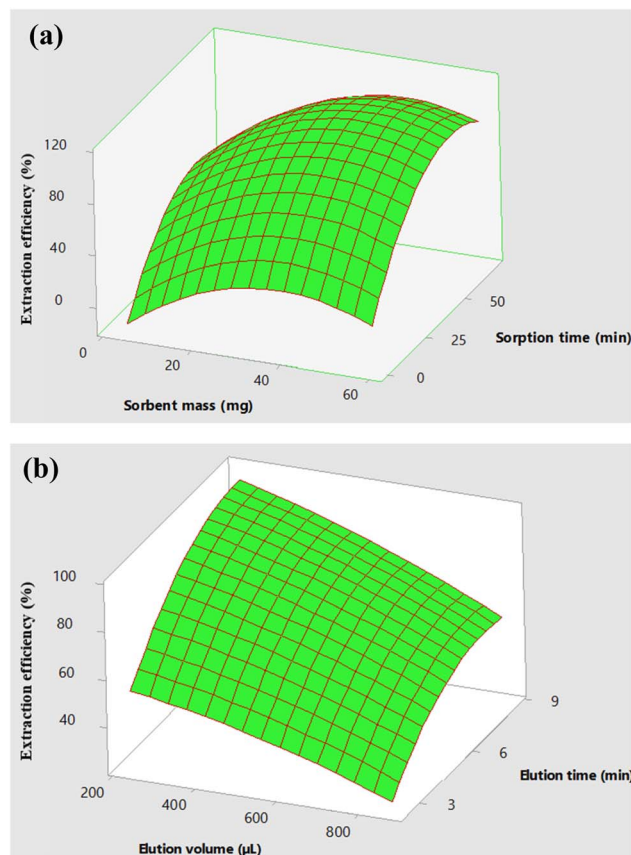 (a)
120
80
40
0
Extraction efficiency (%)
0
20
40
60
Sorbent mass (mg)
0
25
50
Sorption time (min)
(b)
100
80
60
40
Extraction efficiency (%)
200
400
600
800
Elution volume (µL)
3
6
9
Elution time (min)